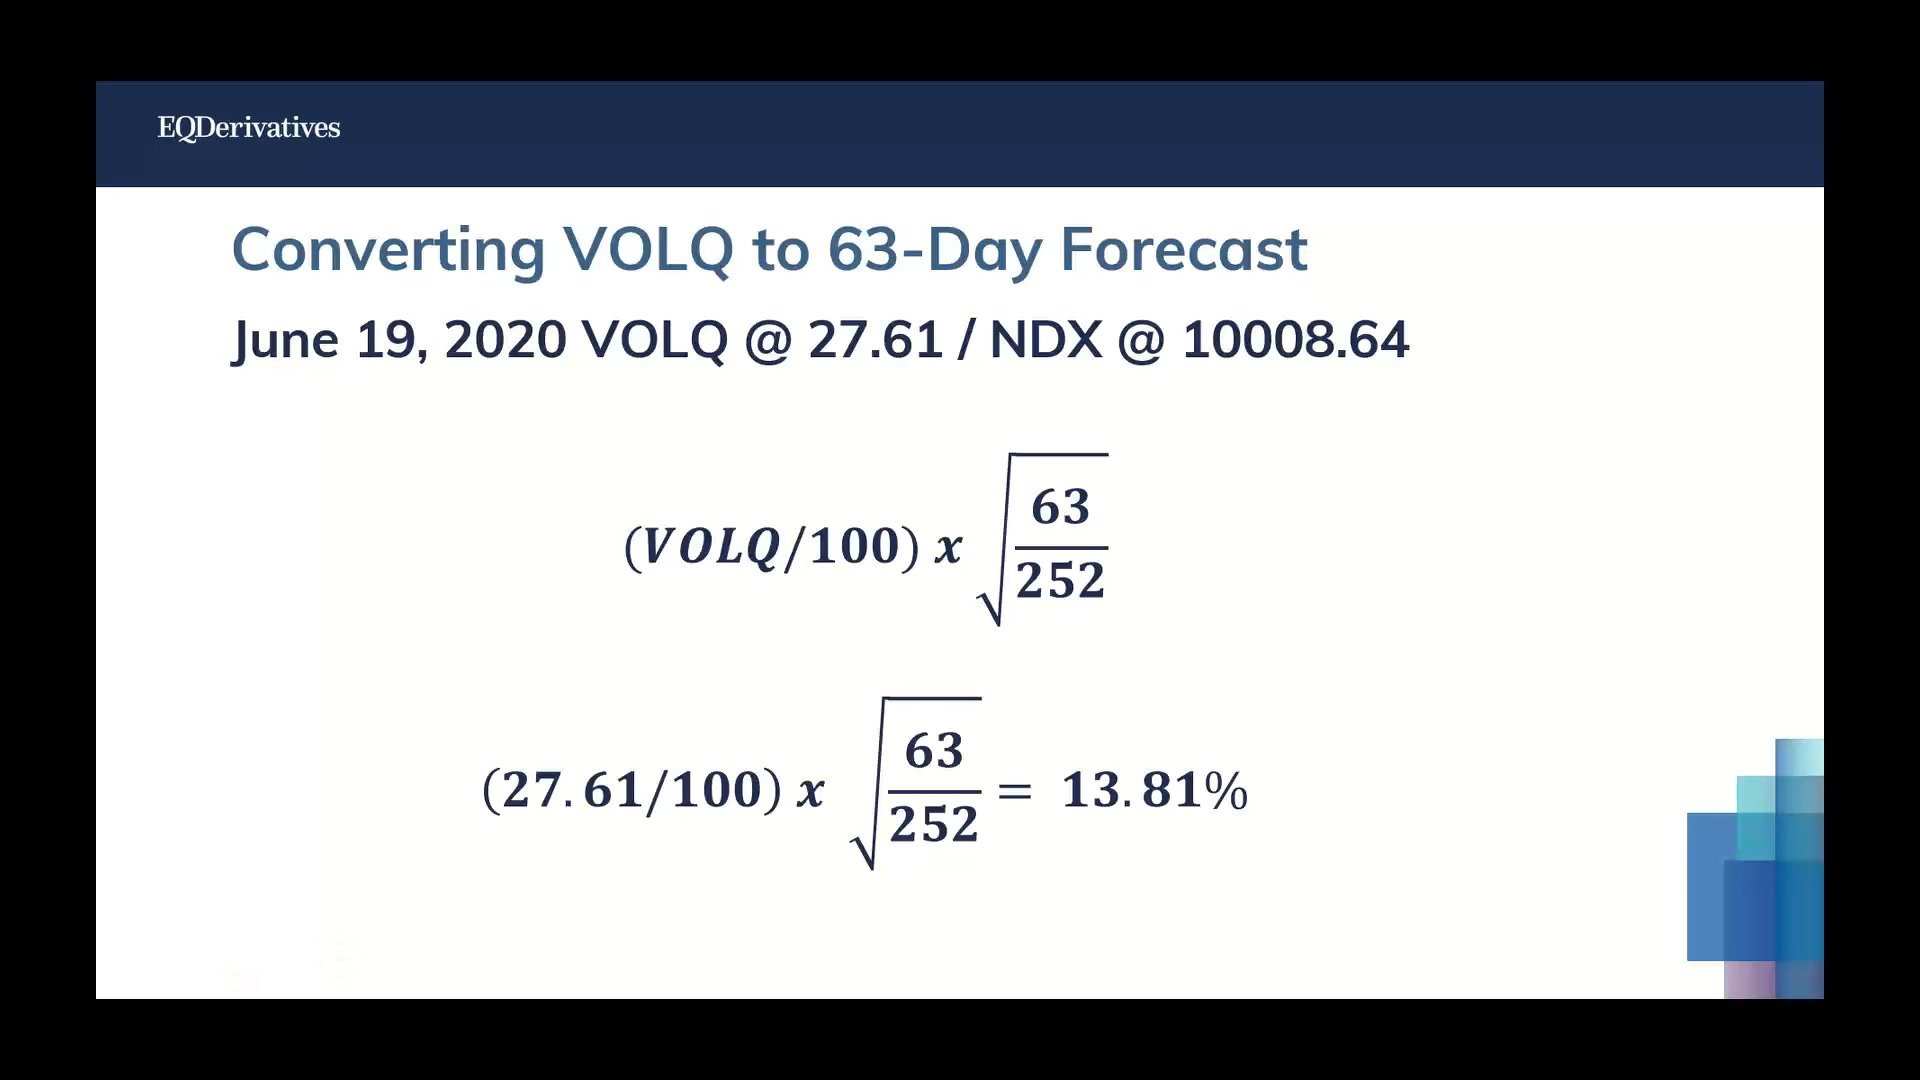 EQDerivatives
Converting VOLQ to 63-Day Forecast
June 19, 2020 VOLQ @ 27.61 / NDX @ 10008.64
(VOLQ/100) x √(63/252)
(27.61/100) x √(63/252) = 13.81%